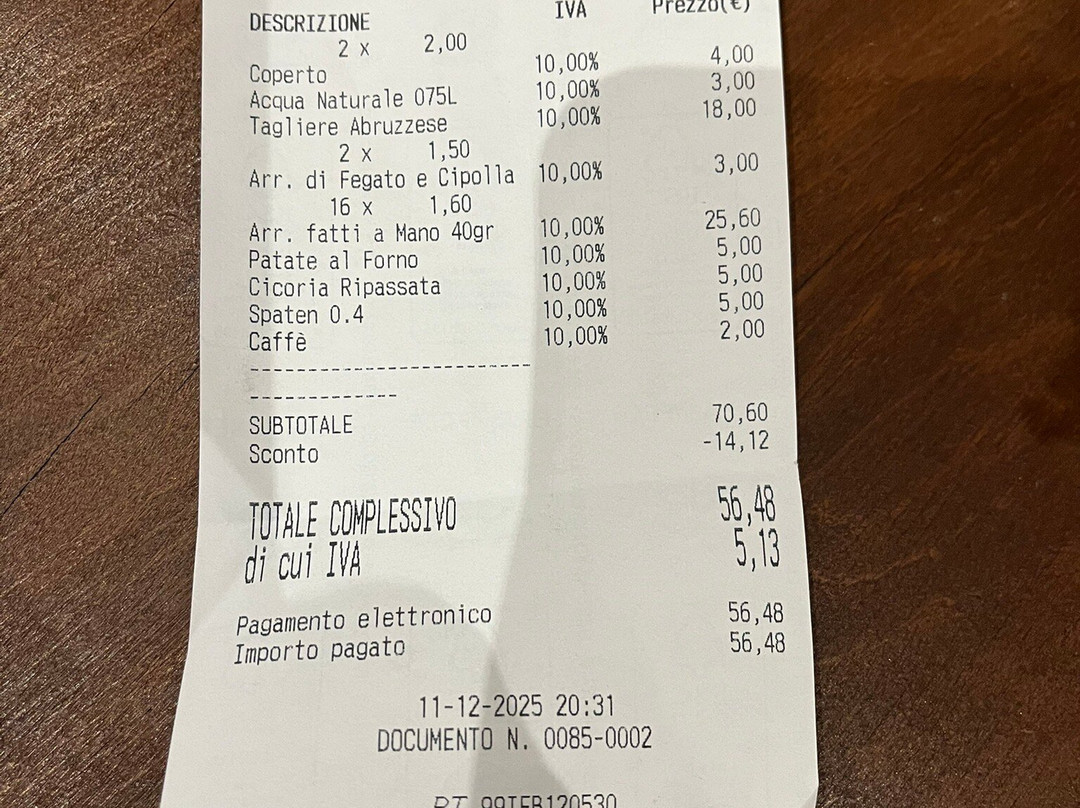 DESCRIZIONE IVA Prezzo(€)
2 x 2,00
Coperto 10,00% 4,00
Acqua Naturale 075L 10,00% 3,00
Tagliere Abruzzese 10,00% 18,00
2 x 1,50
Arr. di Fegato e Cipolla 10,00% 3,00
16 x 1,60
Arr. fatti a Mano 40gr 10,00% 25,60
Patate al Forno 10,00% 5,00
Cicoria Ripassata 10,00% 5,00
Spaten 0.4 10,00% 5,00
Caffè 10,00% 2,00
------------------------
-------------
SUBTOTALE 70,60
Sconto -14,12
TOTALE COMPLESSIVO 56,48
di cui IVA 5,13
Pagamento elettronico 56,48
Importo pagato 56,48
11-12-2025 20:31
DOCUMENTO N. 0085-0002
RT 99IEB120530